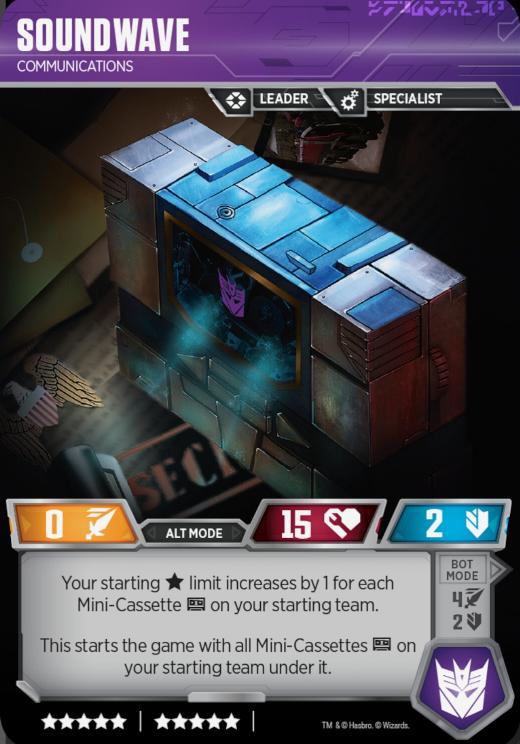 SOUNDWAVE
COMMUNICATIONS
LEADER SPECIALIST
0 ALT MODE 15 2
Your starting ★ limit increases by 1 for each
Mini-Cassette on your starting team.
This starts the game with all Mini-Cassettes on
your starting team under it.
BOT
MODE
4
2
★★★★★ | ★★★★★ |
TM & © Hasbro. © Wizards.